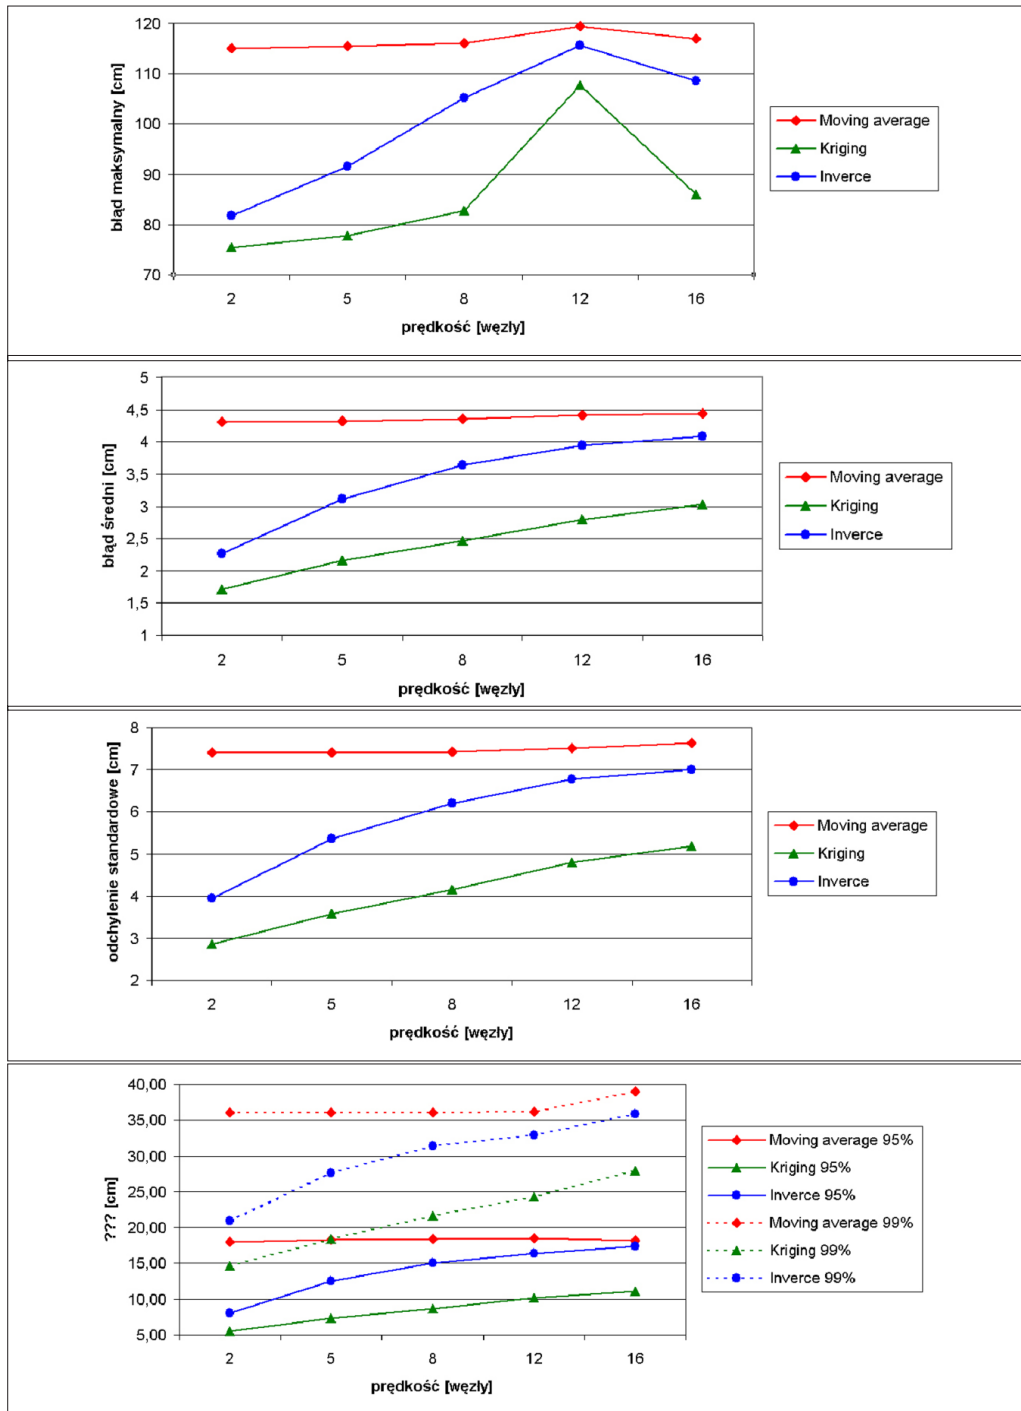 120
110
100
90
80
70
błąd maksymalny [cm]
2 5 8 12 16
prędkość [węzly]
Moving average
Kriging
Inverce
5
4,5
4
3,5
3
2,5
2
1,5
1
błąd średni [cm]
2 5 8 12 16
prędkość [węzly]
Moving average
Kriging
Inverce
8
7
6
5
4
3
2
odchylenie standardowe [cm]
2 5 8 12 16
prędkość [węzly]
Moving average
Kriging
Inverce
40,00
35,00
30,00
25,00
20,00
15,00
10,00
5,00
??? [cm]
2 5 8 12 16
prędkość [węzly]
Moving average 95%
Kriging 95%
Inverce 95%
Moving average 99%
Kriging 99%
Inverce 99%